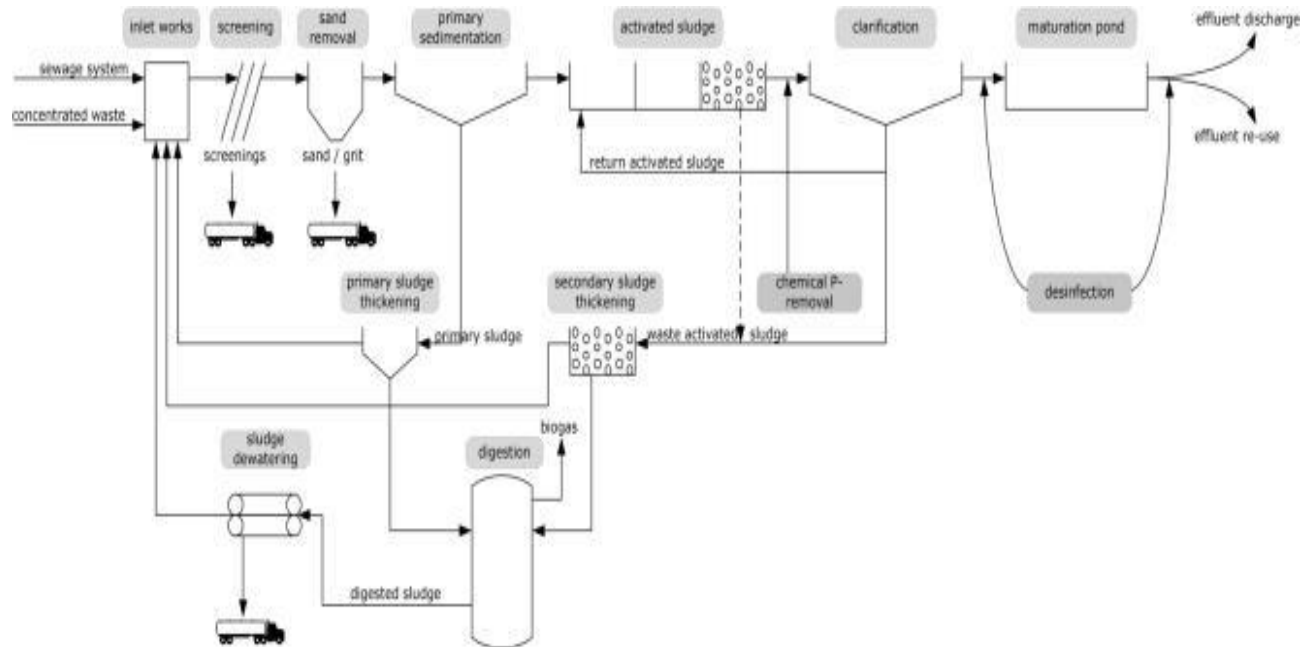 inlet works
screening
sand
removal
primary
sedimentation
activated sludge
clarification
maturation pond
effluent discharge
sewage system
concentrated waste
effluent re-use
screenings
sand / grit
return activated sludge
primary sludge
thickening
secondary sludge
thickening
chemical P-
removal
desinfection
primary sludge
waste activated sludge
sludge
dewatering
digestion
biogas
digested sludge